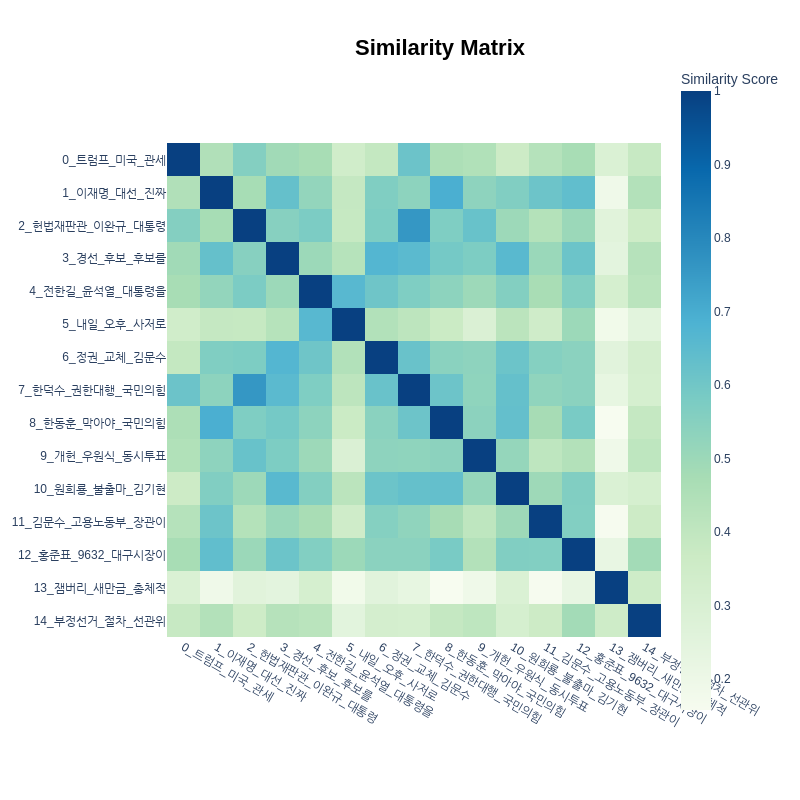 Similarity Matrix
Similarity Score
1
0.9
0.8
0.7
0.6
0.5
0.4
0.3
0.2
0_트럼프_미국_관세
1_이재명_대선_진짜
2_헌법재판관_이완규_대통령
3_경선_후보_후보를
4_전한길_윤석열_대통령을
5_내일_오후_사저로
6_정권_교체_김문수
7_한덕수_권한대행_국민의힘
8_한동훈_막아야_국민의힘
9_개헌_우원식_동시투표
10_원희룡_불출마_김기현
11_김문수_고용노동부_장관이
12_홍준표_9632_대구시장이
13_잼버리_새만금_총체적
14_부정선거_절차_선관위
0_트럼프_미국_관세
1_이재명_대선_진짜
2_헌법재판관_이완규_대통령
3_경선_후보_후보를
4_전한길_윤석열_대통령을
5_내일_오후_사저로
6_정권_교체_김문수
7_한덕수_권한대행_국민의힘
8_한동훈_막아야_국민의힘
9_개헌_우원식_동시투표
10_원희룡_불출마_김기현
11_김문수_고용노동부_장관이
12_홍준표_9632_대구시장이
13_잼버리_새만금_총체적
14_부정선거_절차_선관위